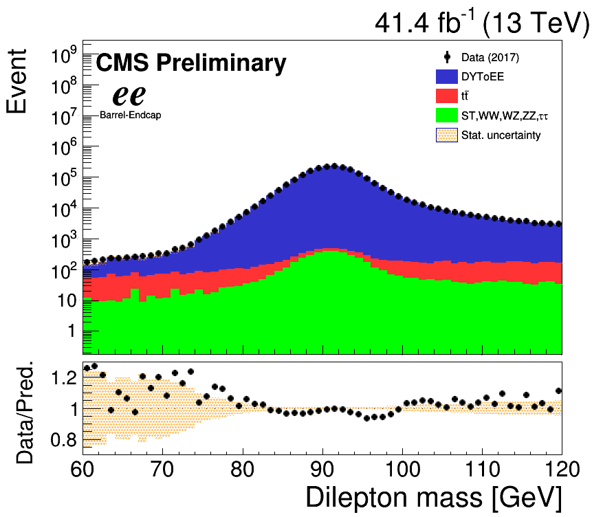 41.4 fb⁻¹ (13 TeV)
CMS Preliminary
ee
Barrel-Endcap
Data (2017)
DYToEE
tt̄
ST,WW,WZ,ZZ,ττ
Stat. uncertainty
Event
10⁹
10⁸
10⁷
10⁶
10⁵
10⁴
10³
10²
10
1
Data/Pred.
1.2
1
0.8
60 70 80 90 100 110 120
Dilepton mass [GeV]